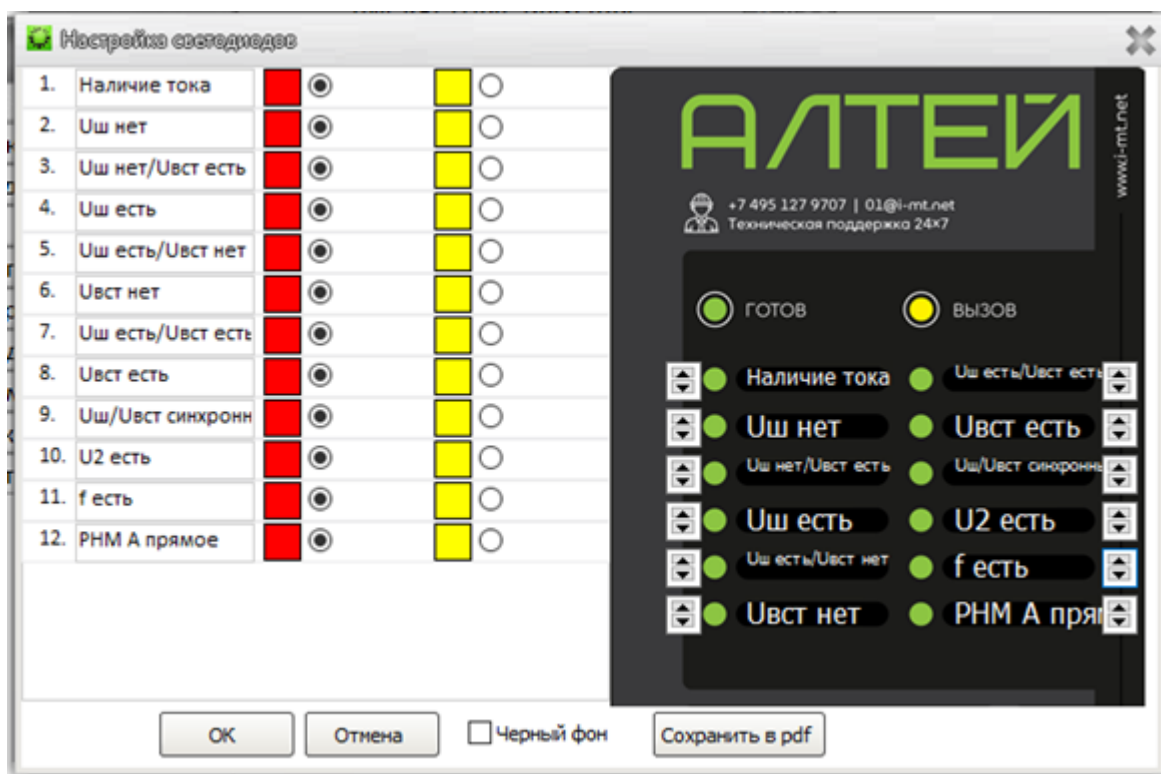 Настройка светодиодов
1. Наличие тока
2. Uш нет
3. Uш нет/Uвст есть
4. Uш есть
5. Uш есть/Uвст нет
6. Uвст нет
7. Uш есть/Uвст есть
8. Uвст есть
9. Uш/Uвст синхронн
10. U2 есть
11. f есть
12. РНМ А прямое
АЛТЕЙ
www.i-mt.net
+7 495 127 9707 | 01@i-mt.net
Техническая поддержка 24×7
ГОТОВ ВЫЗОВ
Наличие тока Uш есть/Uвст есть
Uш нет Uвст есть
Uш нет/Uвст есть Uш/Uвст синхронн
Uш есть U2 есть
Uш есть/Uвст нет f есть
Uвст нет РНМ А пря
ОК Отмена Черный фон Сохранить в pdf